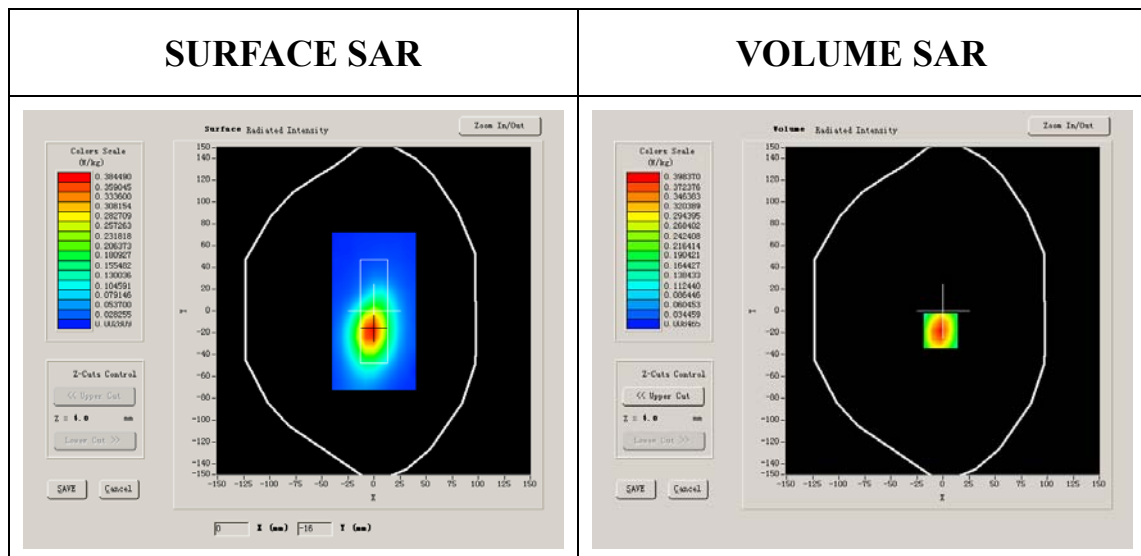 SURFACE SAR
Surface Radiated Intensity
Zoom In/Out
Colors Scale
(W/kg)
0.384490
0.359045
0.333600
0.308154
0.282709
0.257263
0.231818
0.206373
0.180927
0.155482
0.130036
0.104591
0.079146
0.053700
0.028255
0.002809
Z-Cuts Control
<< Upper Cut
Z = 4.0 mm
Lower Cut >>
SAVE Cancel
150
140
120
100
80
60
40
20
0
-20
-40
-60
-80
-100
-120
-140
-150
Y
-150 -125 -100 -75 -50 -25 0 25 50 75 100 125 150
X
0 X (mm) -16 Y (mm)
VOLUME SAR
Volume Radiated Intensity
Zoom In/Out
Colors Scale
(W/kg)
0.398370
0.372376
0.346383
0.320389
0.294395
0.268402
0.242408
0.216414
0.190421
0.164427
0.138433
0.112440
0.086446
0.060453
0.034459
0.008465
Z-Cuts Control
<< Upper Cut
Z = 4.0 mm
Lower Cut >>
SAVE Cancel
150
140
120
100
80
60
40
20
0
-20
-40
-60
-80
-100
-120
-140
-150
Y
-150 -125 -100 -75 -50 -25 0 25 50 75 100 125 150
X